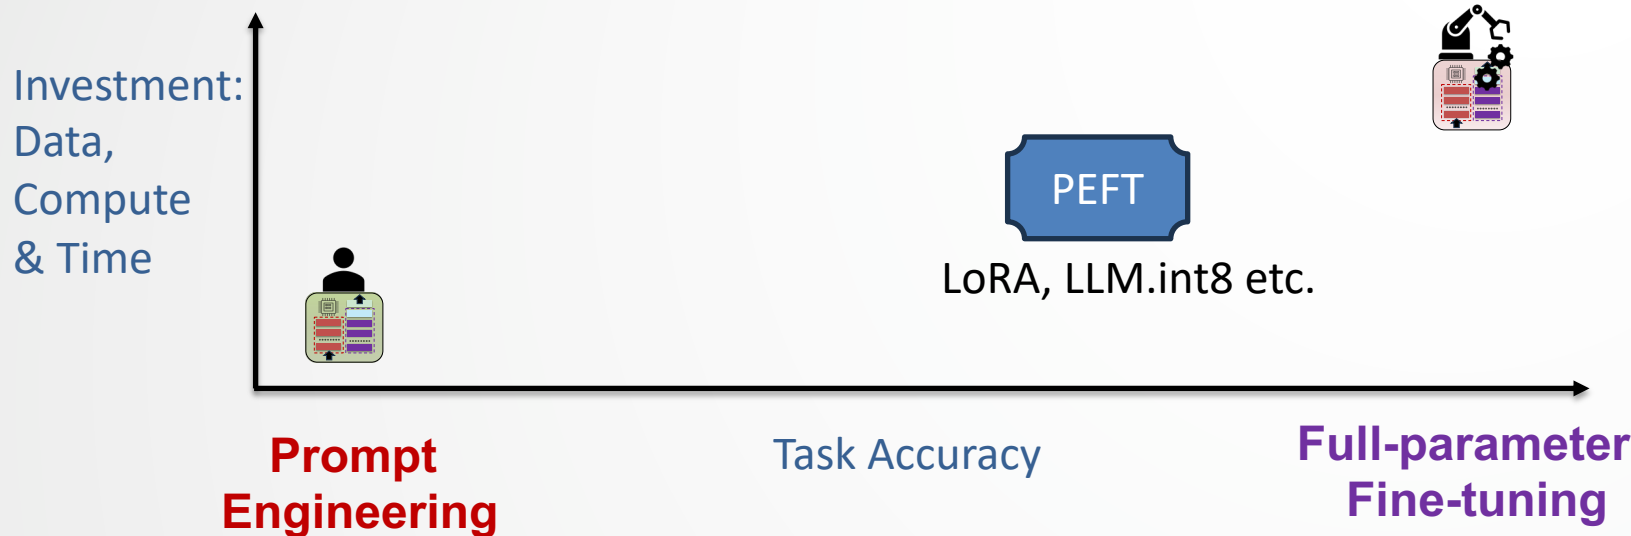 Investment:
Data,
Compute
& Time
PEFT
LoRA, LLM.int8 etc.
Prompt
Engineering
Task Accuracy
Full-parameter
Fine-tuning